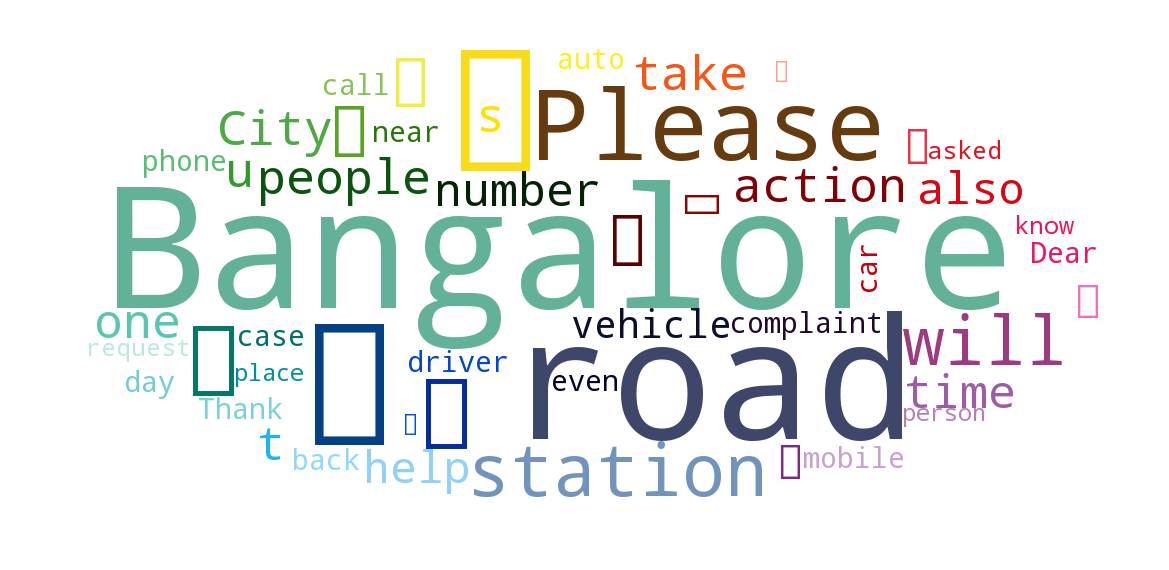 auto
take
call
s
Please
City
near
asked
phone
u
people
number
action
also
Bangalore
know
Dear
car
one
vehicle
complaint
will
request
case
road
driver
day
place
even
time
Thank
person
t
back
help
station
mobile